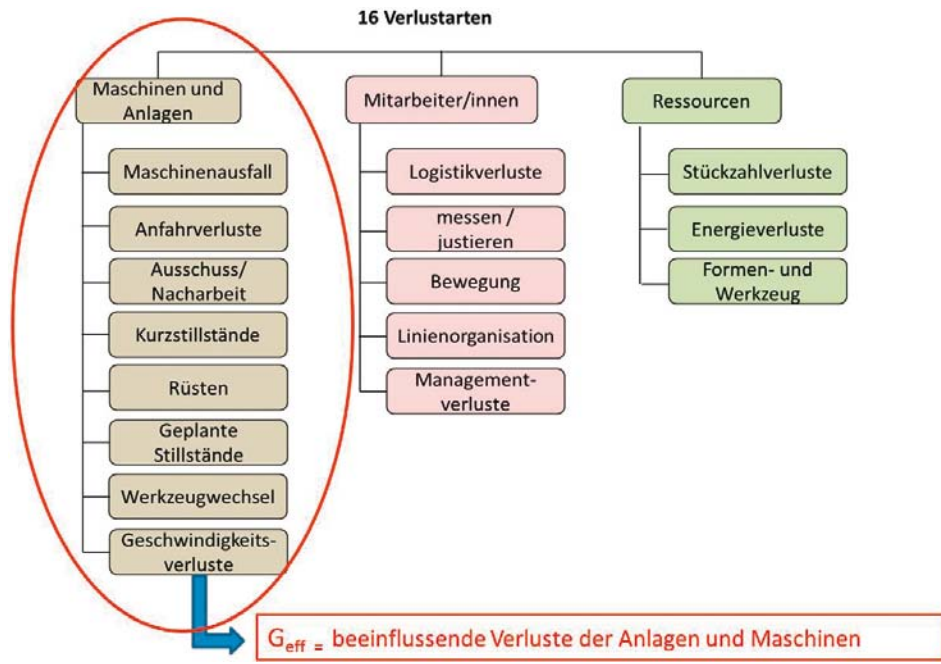 16 Verlustarten
Maschinen und
Anlagen
Maschinenausfall
Anfahrverluste
Ausschuss/
Nacharbeit
Kurzstillstände
Rüsten
Geplante
Stillstände
Werkzeugwechsel
Geschwindigkeits-
verluste
Mitarbeiter/innen
Logistikverluste
messen /
justieren
Bewegung
Linienorganisation
Management-
verluste
Ressourcen
Stückzahlverluste
Energieverluste
Formen- und
Werkzeug
Geff = beeinflussende Verluste der Anlagen und Maschinen